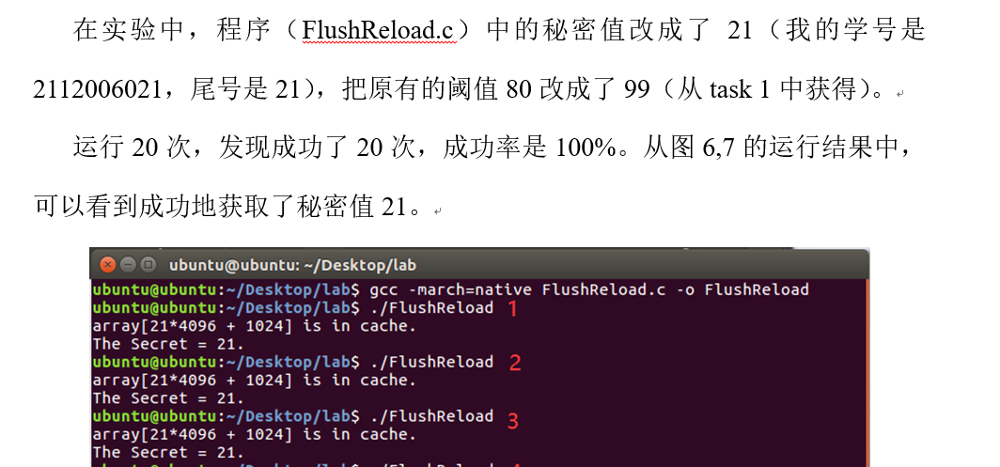 在实验中，程序（FlushReload.c）中的秘密值改成了 21（我的学号是
2112006021，尾号是 21），把原有的阈值 80 改成了 99（从 task 1 中获得）。
运行 20 次，发现成功了 20 次，成功率是 100%。从图 6,7 的运行结果中，
可以看到成功地获取了秘密值 21。
ubuntu@ubuntu: ~/Desktop/lab
ubuntu@ubuntu:~/Desktop/lab$ gcc -march=native FlushReload.c -o FlushReload
ubuntu@ubuntu:~/Desktop/lab$ ./FlushReload 1
array[21*4096 + 1024] is in cache.
The Secret = 21.
ubuntu@ubuntu:~/Desktop/lab$ ./FlushReload 2
array[21*4096 + 1024] is in cache.
The Secret = 21.
ubuntu@ubuntu:~/Desktop/lab$ ./FlushReload 3
array[21*4096 + 1024] is in cache.
The Secret = 21.